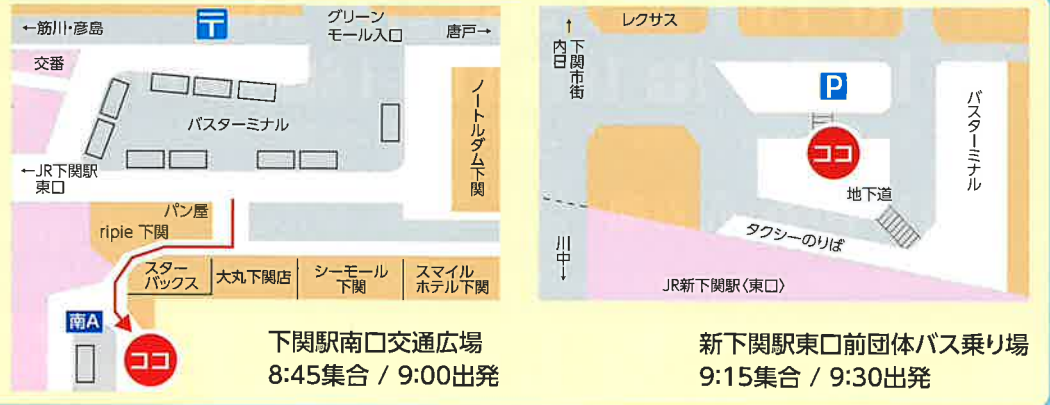 ←筋川・彦島
〒
グリーン
モール入口
唐戸→
交番
バスターミナル
ノートルダム下関
←JR下関駅
東口
パン屋
ripie 下関
スター
バックス
大丸下関店
シーモール
下関
スマイル
ホテル下関
南A
ココ
下関駅南口交通広場
8:45集合 / 9:00出発
レクサス
↑
下関市街
内日
P
ココ
バスターミナル
地下道
タクシーのりば
川中→
JR新下関駅〈東口〉
新下関駅東口前団体バス乗り場
9:15集合 / 9:30出発